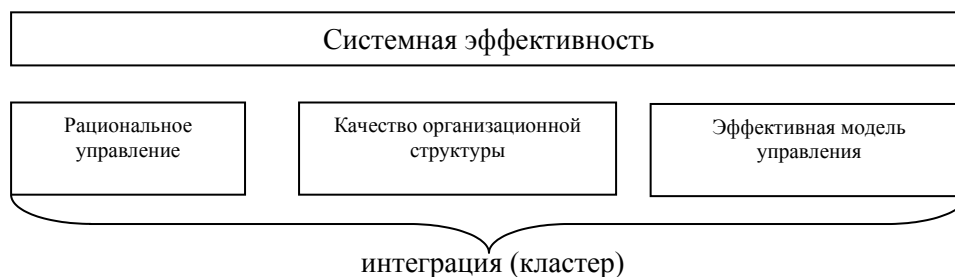 Системная эффективность
Рациональное
управление
Качество организационной
структуры
Эффективная модель
управления
интеграция (кластер)